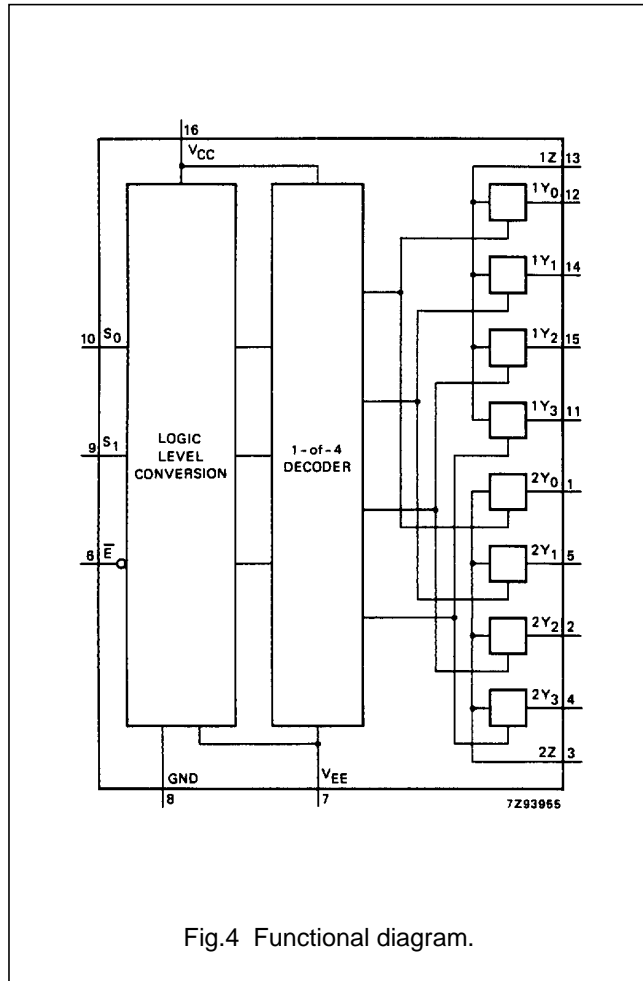 16
VCC
1Z 13
1Y0
12
1Y1
14
10 S0
1Y2
15
1Y3
11
9 S1
LOGIC
LEVEL
CONVERSION
1-of-4
DECODER
2Y0
1
6 E̅
2Y1
5
2Y2
2
2Y3
4
2Z 3
GND
VEE
8
7
7Z93955
Fig.4 Functional diagram.